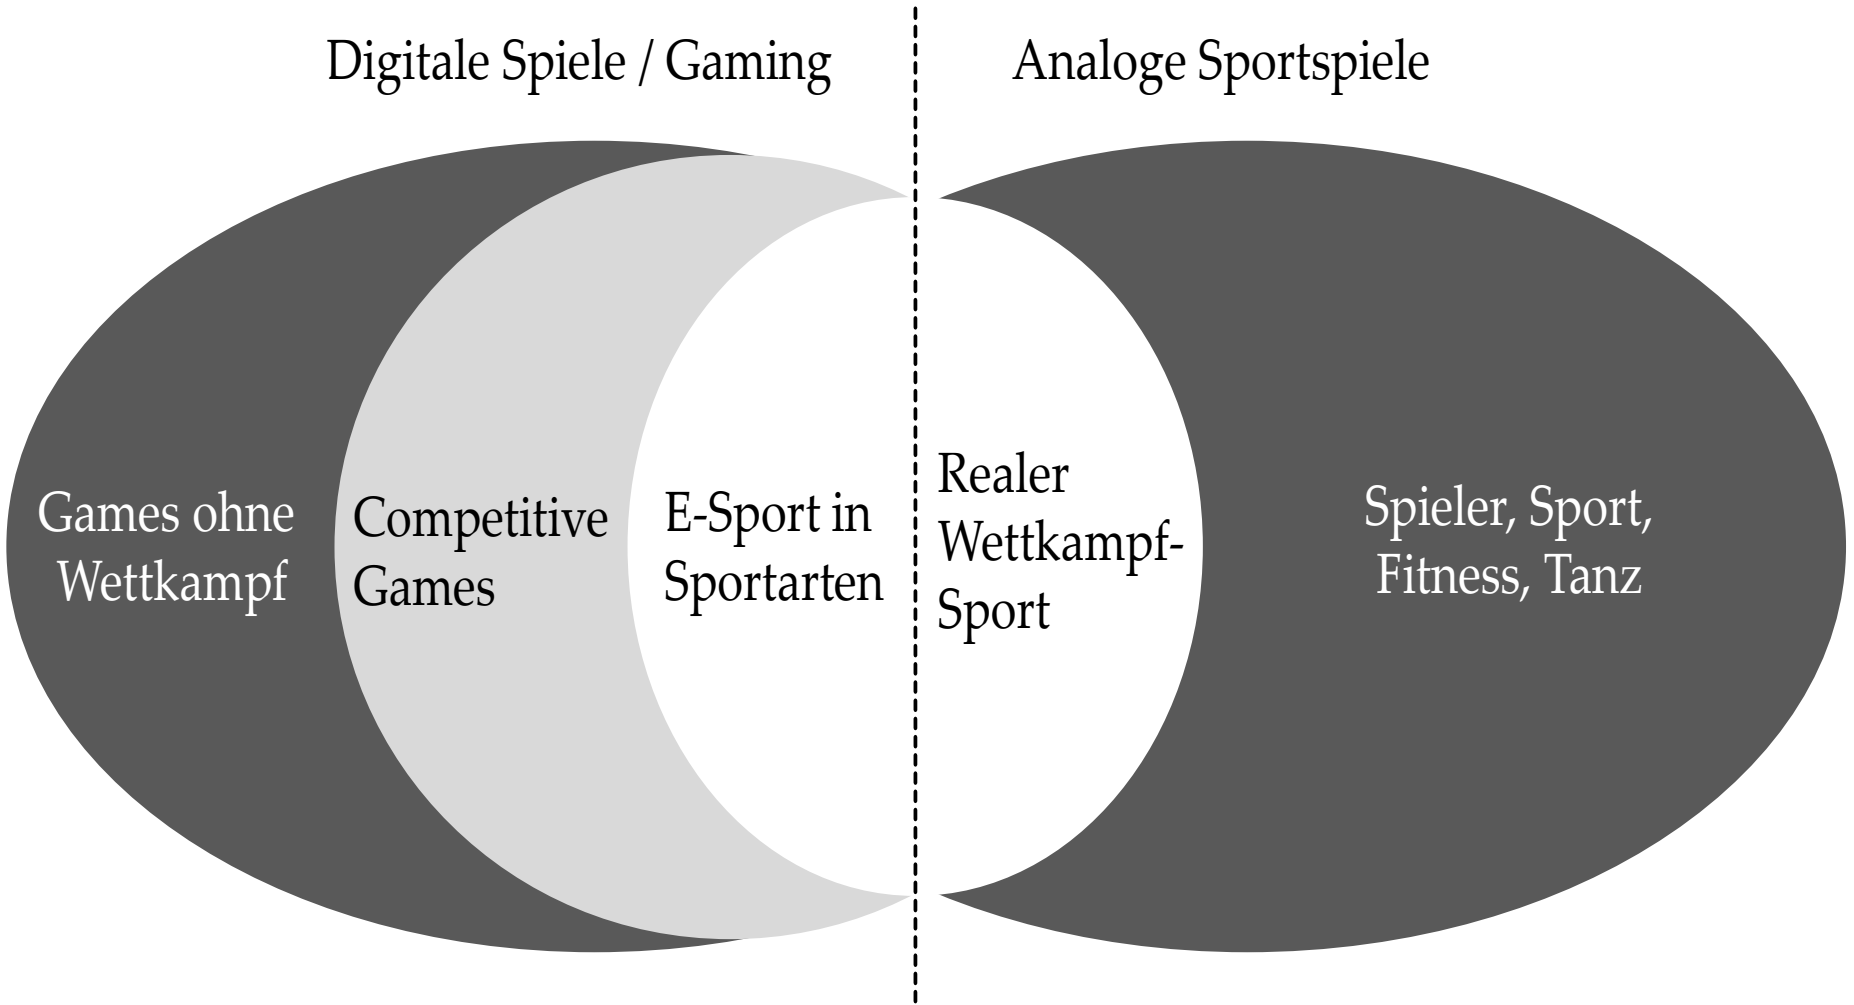 Digitale Spiele / Gaming
Analoge Sportspiele
Games ohne
Wettkampf
Competitive
Games
E-Sport in
Sportarten
Realer
Wettkampf-
Sport
Spieler, Sport,
Fitness, Tanz